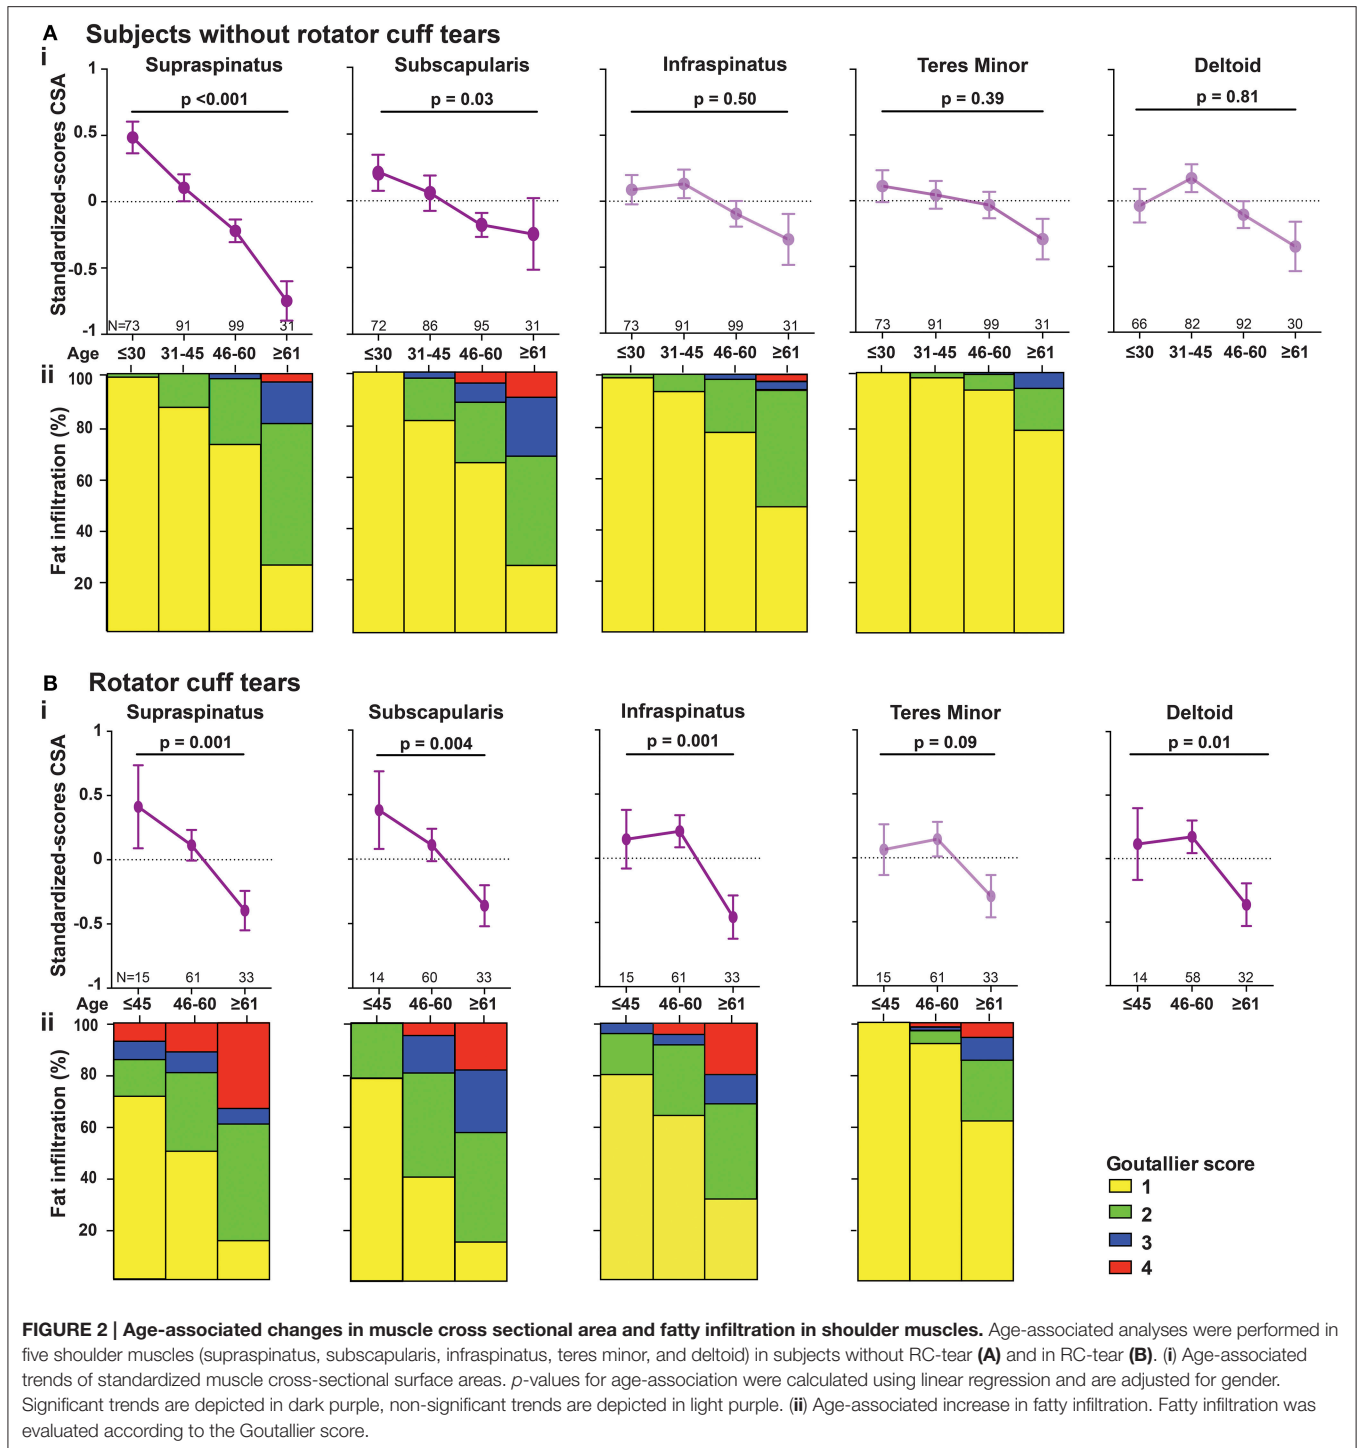 A Subjects without rotator cuff tears
i
Supraspinatus Subscapularis Infraspinatus Teres Minor Deltoid
p <0.001 p = 0.03 p = 0.50 p = 0.39 p = 0.81
Standardized-scores CSA
1
0.5
0
-0.5
-1
N=73 91 99 31 72 86 95 31 73 91 99 31 73 91 99 31 66 82 92 30
Age ≤30 31-45 46-60 ≥61 ≤30 31-45 46-60 ≥61 ≤30 31-45 46-60 ≥61 ≤30 31-45 46-60 ≥61 ≤30 31-45 46-60 ≥61
ii
Fat infiltration (%)
100
80
60
40
20
B Rotator cuff tears
i
Supraspinatus Subscapularis Infraspinatus Teres Minor Deltoid
p = 0.001 p = 0.004 p = 0.001 p = 0.09 p = 0.01
Standardized-scores CSA
1
0.5
0
-0.5
-1
N=15 61 33 14 60 33 15 61 33 15 61 33 14 58 32
Age ≤45 46-60 ≥61 ≤45 46-60 ≥61 ≤45 46-60 ≥61 ≤45 46-60 ≥61 ≤45 46-60 ≥61
ii
Fat infiltration (%)
100
80
60
40
20
Goutallier score
1
2
3
4
FIGURE 2 | Age-associated changes in muscle cross sectional area and fatty infiltration in shoulder muscles. Age-associated analyses were performed in
five shoulder muscles (supraspinatus, subscapularis, infraspinatus, teres minor, and deltoid) in subjects without RC-tear (A) and in RC-tear (B). (i) Age-associated
trends of standardized muscle cross-sectional surface areas. p-values for age-association were calculated using linear regression and are adjusted for gender.
Significant trends are depicted in dark purple, non-significant trends are depicted in light purple. (ii) Age-associated increase in fatty infiltration. Fatty infiltration was
evaluated according to the Goutallier score.